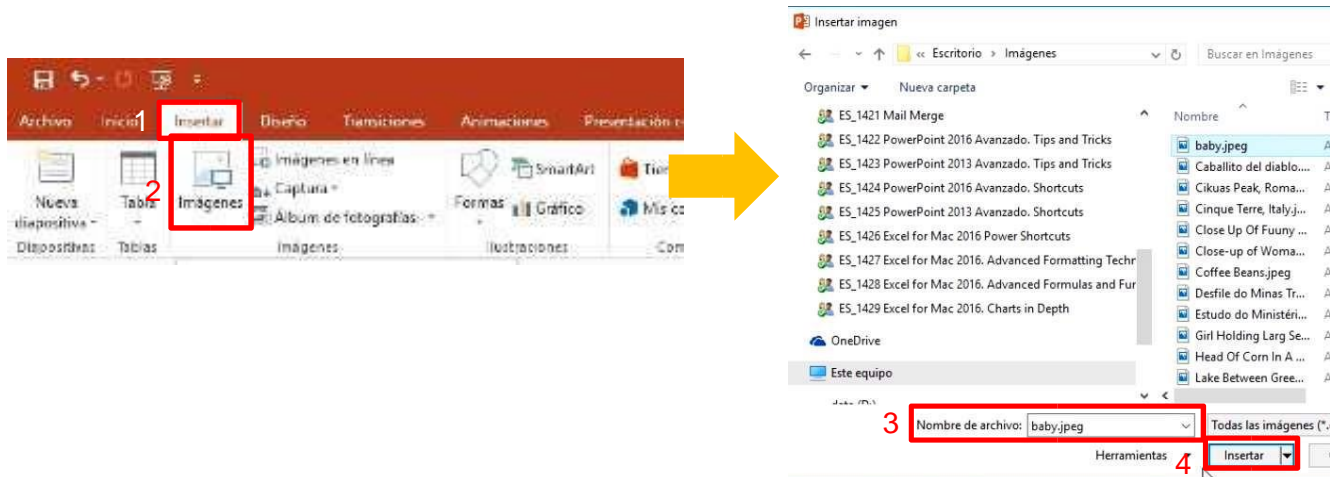 Archivo Inicio 1 Insertar Diseño Transiciones Animaciones Presentación
2
Nueva diapositiva
Tabla
Imágenes
Imágenes en línea
Captura
Álbum de fotografías
Formas
SmartArt
Gráfico
Mis
Diapositivas Tablas Imágenes Ilustraciones
Insertar imagen
« Escritorio > Imágenes
Buscar en Imágenes
Organizar Nueva carpeta
ES_1421 Mail Merge
ES_1422 PowerPoint 2016 Avanzado. Tips and Tricks
ES_1423 PowerPoint 2013 Avanzado. Tips and Tricks
ES_1424 PowerPoint 2016 Avanzado. Shortcuts
ES_1425 PowerPoint 2013 Avanzado. Shortcuts
ES_1426 Excel for Mac 2016 Power Shortcuts
ES_1427 Excel for Mac 2016. Advanced Formatting Techr
ES_1428 Excel for Mac 2016. Advanced Formulas and Fur
ES_1429 Excel for Mac 2016. Charts in Depth
OneDrive
Este equipo
Nombre
baby.jpeg
Caballito del diablo....
Cikuas Peak, Roma...
Cinque Terre, Italy.j...
Close Up Of Fuuny ...
Close-up of Woma...
Coffee Beans.jpeg
Desfile do Minas Tr...
Estudo do Ministéri...
Girl Holding Larg Se...
Head Of Corn In A ...
Lake Between Gree...
3 Nombre de archivo: baby.jpeg
Todas las imágenes (*.
Herramientas 4 Insertar